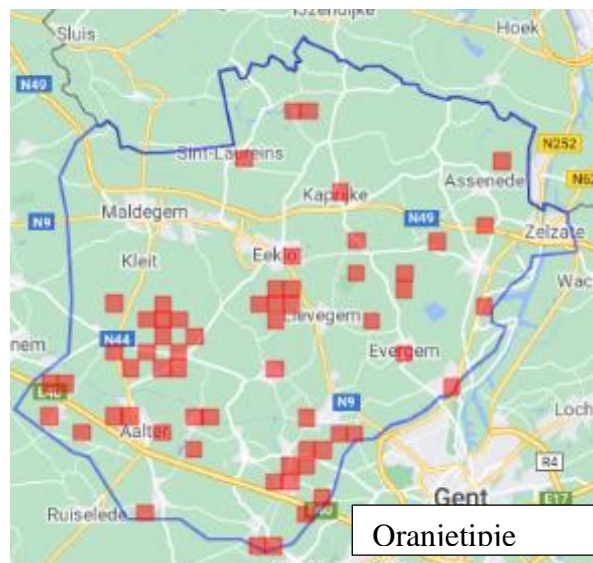 IJzendijke
Sluis
Hoek
N49
N252
Sint-Laureins
N62
Kaprijke
Assenede
Maldegem
N49
N9
Zelzate
Eeklo
Kleit
Wac
Lievegem
N44
nem
Evergem
E40
N9
Loch
Aalter
R4
Gent
E17
Ruiselede
E40
Oranjetipje